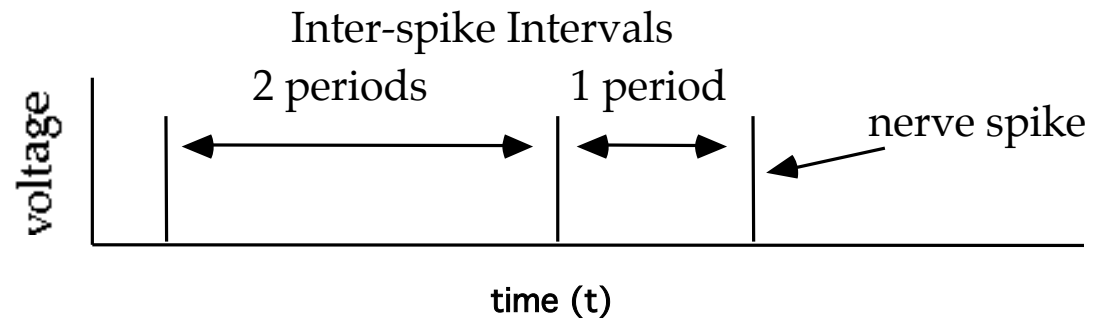 Inter-spike Intervals
2 periods
1 period
nerve spike
voltage
time (t)